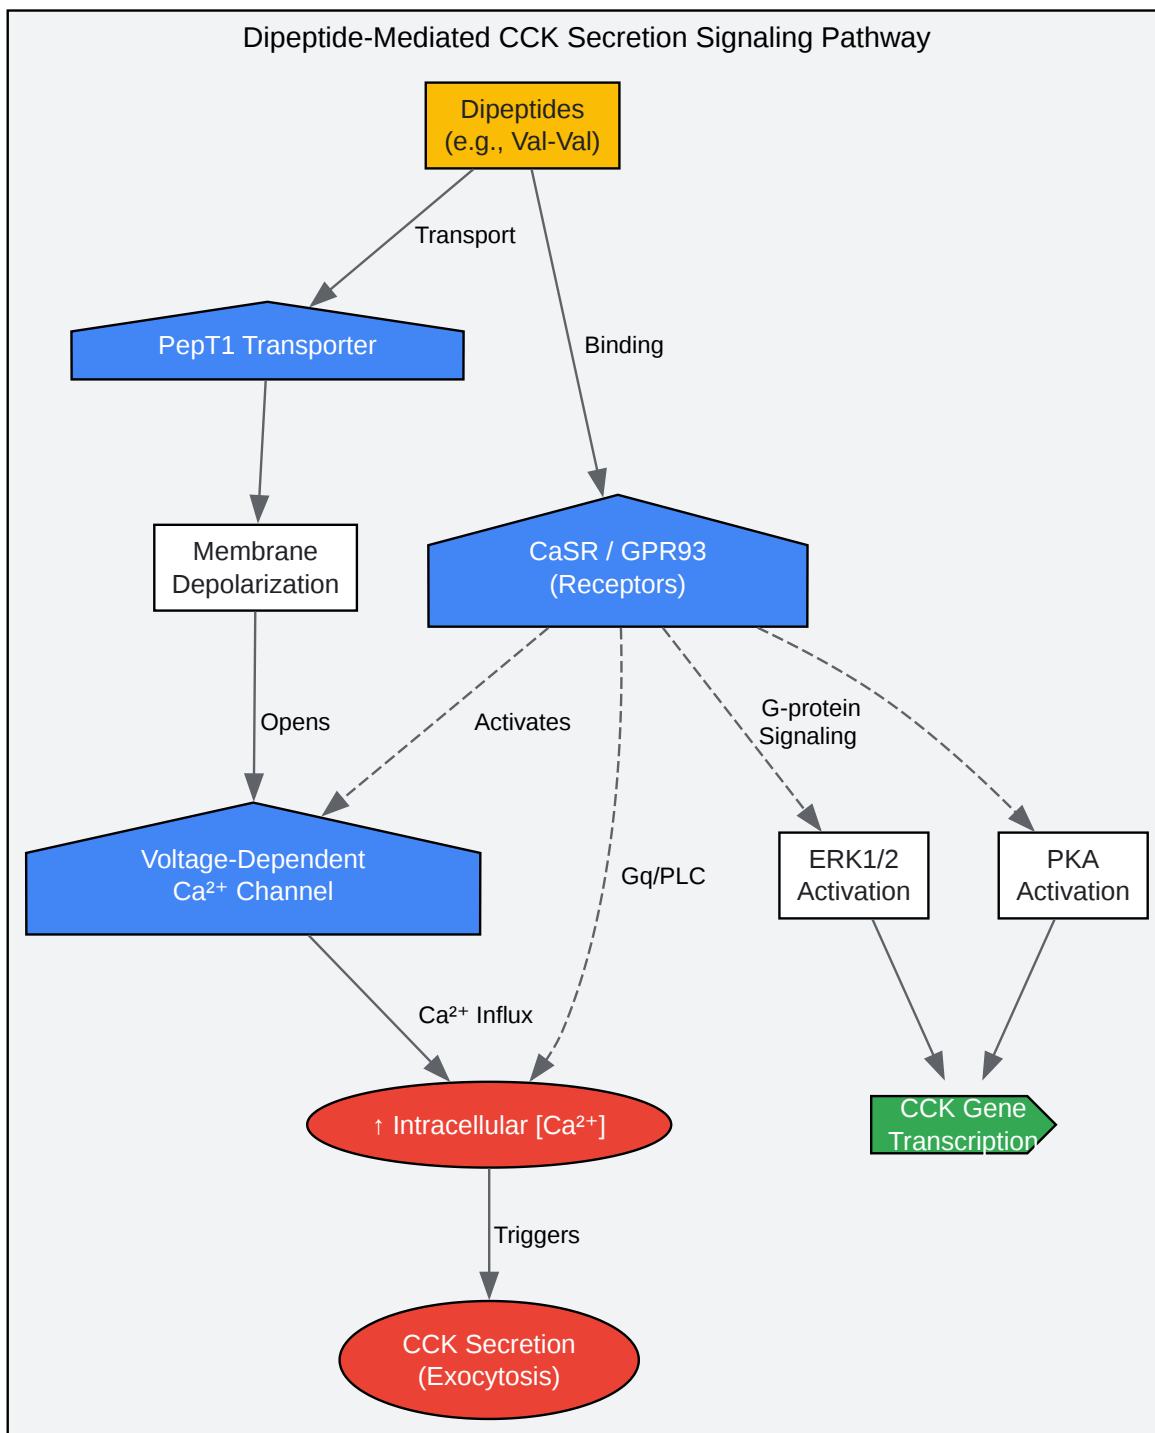 Dipeptide-Mediated CCK Secretion Signaling Pathway
Dipeptides
(e.g., Val-Val)
Transport
Binding
PepT1 Transporter
Membrane
Depolarization
CaSR / GPR93
(Receptors)
Opens
Activates
G-protein
Signaling
Gq/PLC
Voltage-Dependent
Ca²⁺ Channel
ERK1/2
Activation
PKA
Activation
Ca²⁺ Influx
↑ Intracellular [Ca²⁺]
CCK Gene
Transcription
Triggers
CCK Secretion
(Exocytosis)